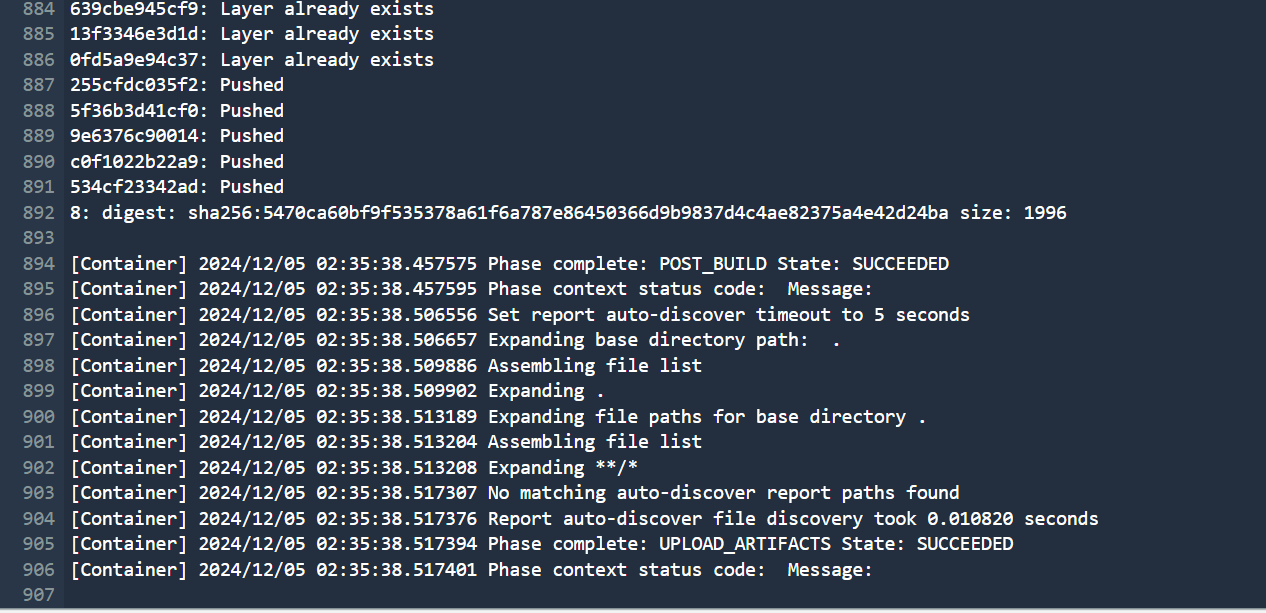 884 639cbe945cf9: Layer already exists
885 13f3346e3d1d: Layer already exists
886 0fd5a9e94c37: Layer already exists
887 255cfdc035f2: Pushed
888 5f36b3d41cf0: Pushed
889 9e6376c90014: Pushed
890 c0f1022b22a9: Pushed
891 534cf23342ad: Pushed
892 8: digest: sha256:5470ca60bf9f535378a61f6a787e86450366d9b9837d4c4ae82375a4e42d24ba size: 1996
893
894 [Container] 2024/12/05 02:35:38.457575 Phase complete: POST_BUILD State: SUCCEEDED
895 [Container] 2024/12/05 02:35:38.457595 Phase context status code:  Message:
896 [Container] 2024/12/05 02:35:38.506556 Set report auto-discover timeout to 5 seconds
897 [Container] 2024/12/05 02:35:38.506657 Expanding base directory path:  .
898 [Container] 2024/12/05 02:35:38.509886 Assembling file list
899 [Container] 2024/12/05 02:35:38.509902 Expanding .
900 [Container] 2024/12/05 02:35:38.513189 Expanding file paths for base directory .
901 [Container] 2024/12/05 02:35:38.513204 Assembling file list
902 [Container] 2024/12/05 02:35:38.513208 Expanding **/*
903 [Container] 2024/12/05 02:35:38.517307 No matching auto-discover report paths found
904 [Container] 2024/12/05 02:35:38.517376 Report auto-discover file discovery took 0.010820 seconds
905 [Container] 2024/12/05 02:35:38.517394 Phase complete: UPLOAD_ARTIFACTS State: SUCCEEDED
906 [Container] 2024/12/05 02:35:38.517401 Phase context status code:  Message:
907